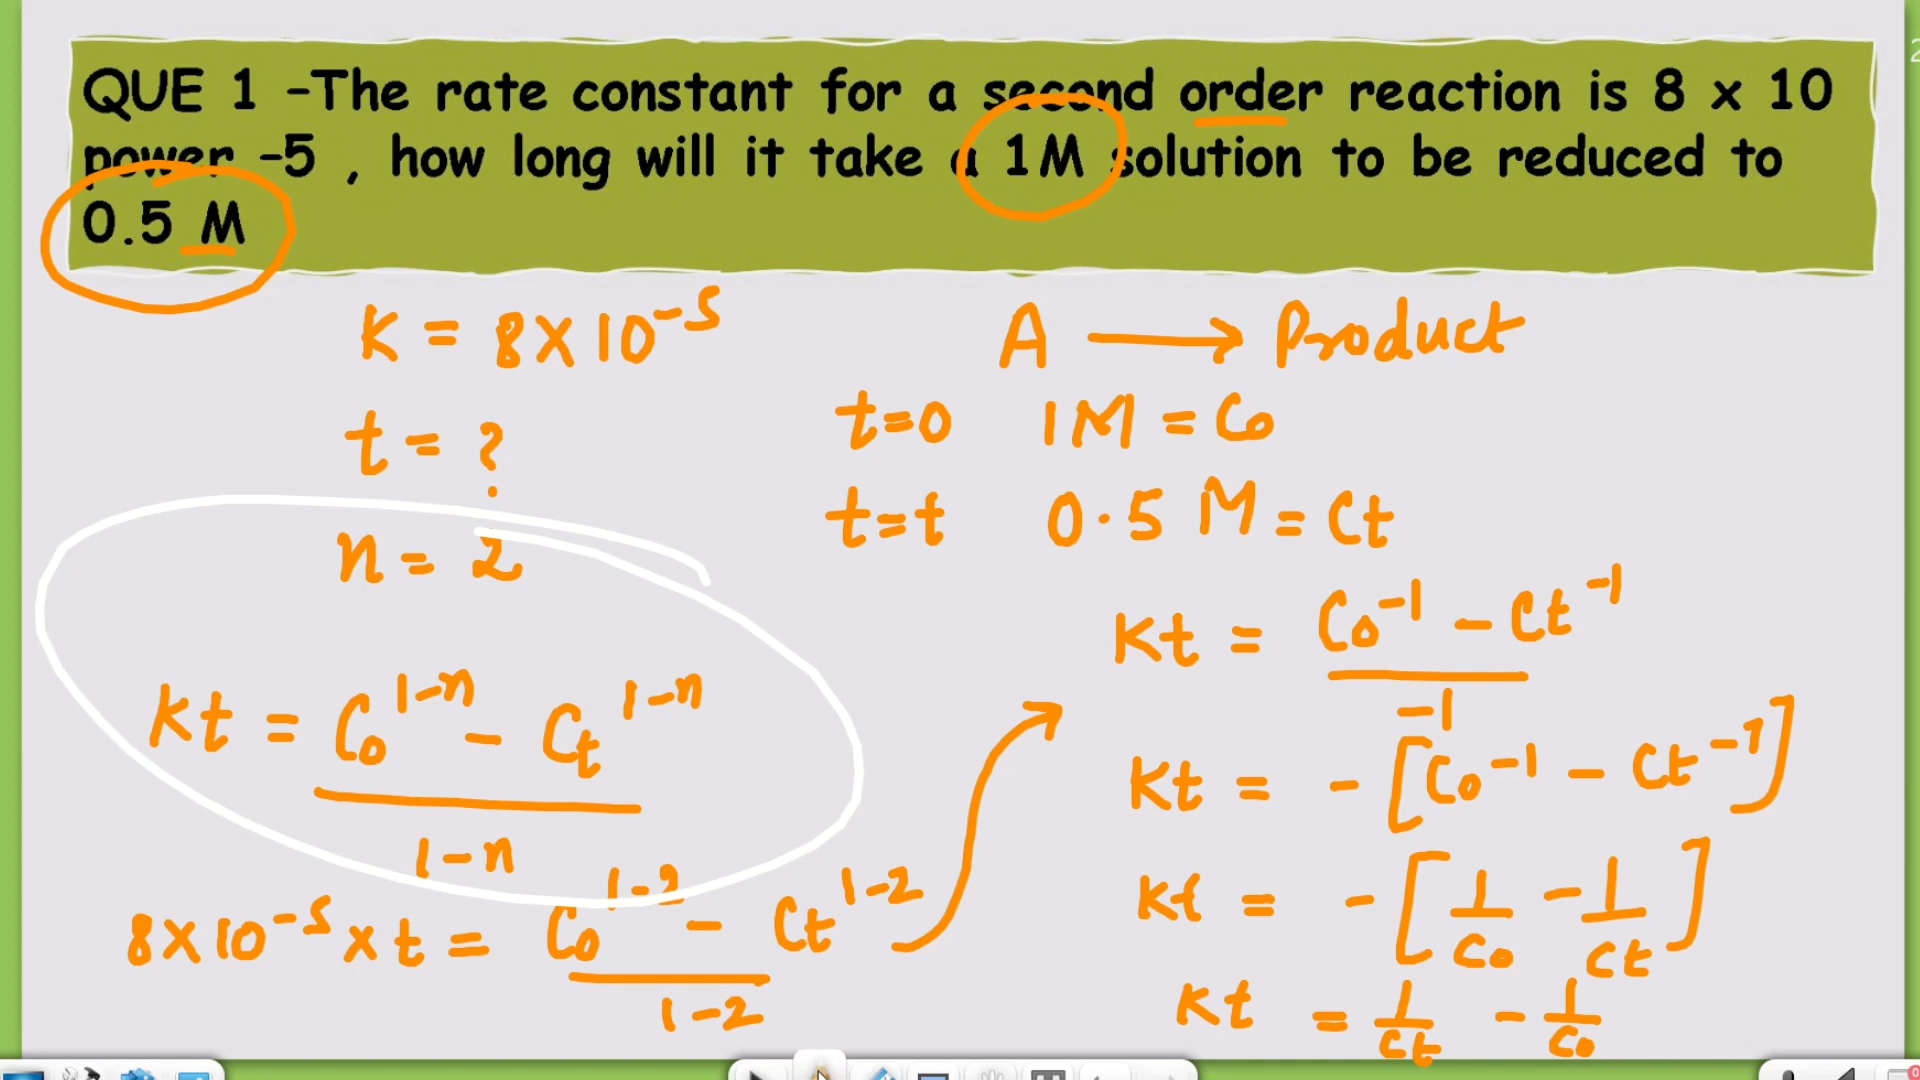 QUE 1 -The rate constant for a second order reaction is 8 x 10
power -5 , how long will it take a 1M solution to be reduced to
0.5 M
K = 8X10⁻⁵
t = ?
n = 2
Kt = C₀¹⁻ⁿ - Cₜ¹⁻ⁿ
1-n
8X10⁻⁵ x t = C₀¹⁻² - Ct¹⁻²
1-2
A → Product
t=0 1M = C₀
t=t 0.5 M = Ct
Kt = C₀⁻¹ - Ct⁻¹
-1
Kt = -[C₀⁻¹ - Ct⁻¹]
Kt = -[1/C₀ - 1/Ct]
Kt = 1/Ct - 1/C₀